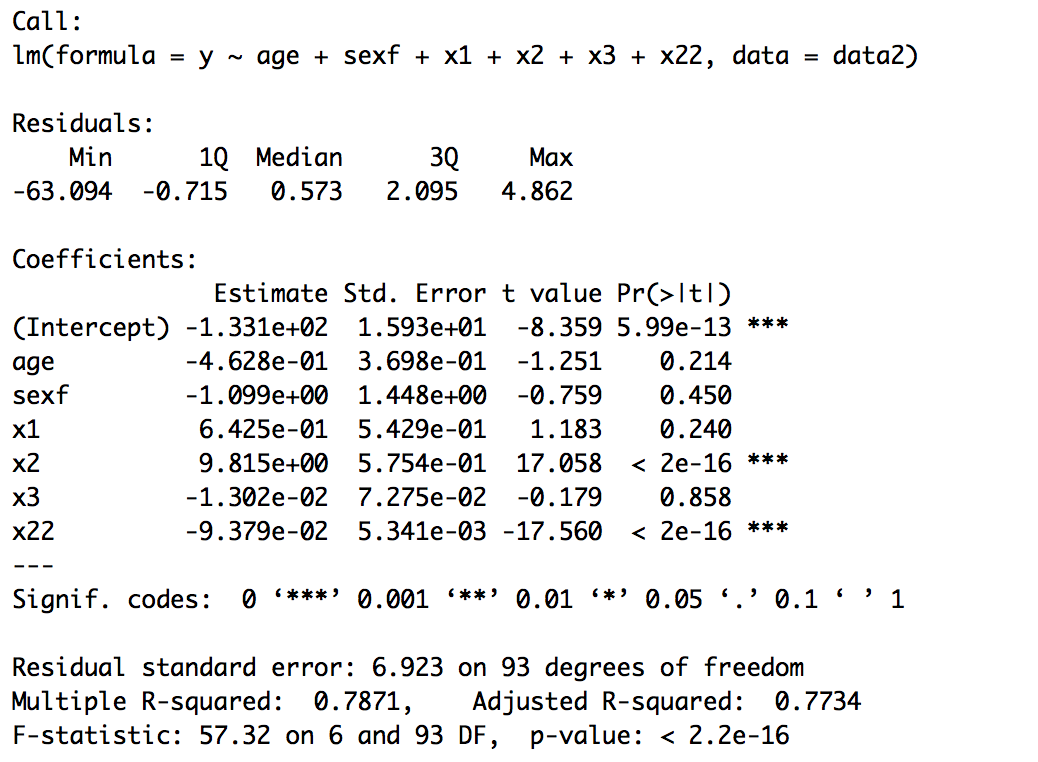 Call:
lm(formula = y ~ age + sexf + x1 + x2 + x3 + x22, data = data2)
Residuals:
    Min      1Q  Median      3Q     Max
-63.094  -0.715   0.573   2.095   4.862
Coefficients:
              Estimate Std. Error t value Pr(>|t|)
(Intercept) -1.331e+02  1.593e+01  -8.359 5.99e-13 ***
age         -4.628e-01  3.698e-01  -1.251    0.214
sexf        -1.099e+00  1.448e+00  -0.759    0.450
x1           6.425e-01  5.429e-01   1.183    0.240
x2           9.815e+00  5.754e-01  17.058  < 2e-16 ***
x3          -1.302e-02  7.275e-02  -0.179    0.858
x22         -9.379e-02  5.341e-03 -17.560  < 2e-16 ***
---
Signif. codes:  0 ‘***’ 0.001 ‘**’ 0.01 ‘*’ 0.05 ‘.’ 0.1 ‘ ’ 1
Residual standard error: 6.923 on 93 degrees of freedom
Multiple R-squared:  0.7871,	Adjusted R-squared:  0.7734
F-statistic: 57.32 on 6 and 93 DF,  p-value: < 2.2e-16